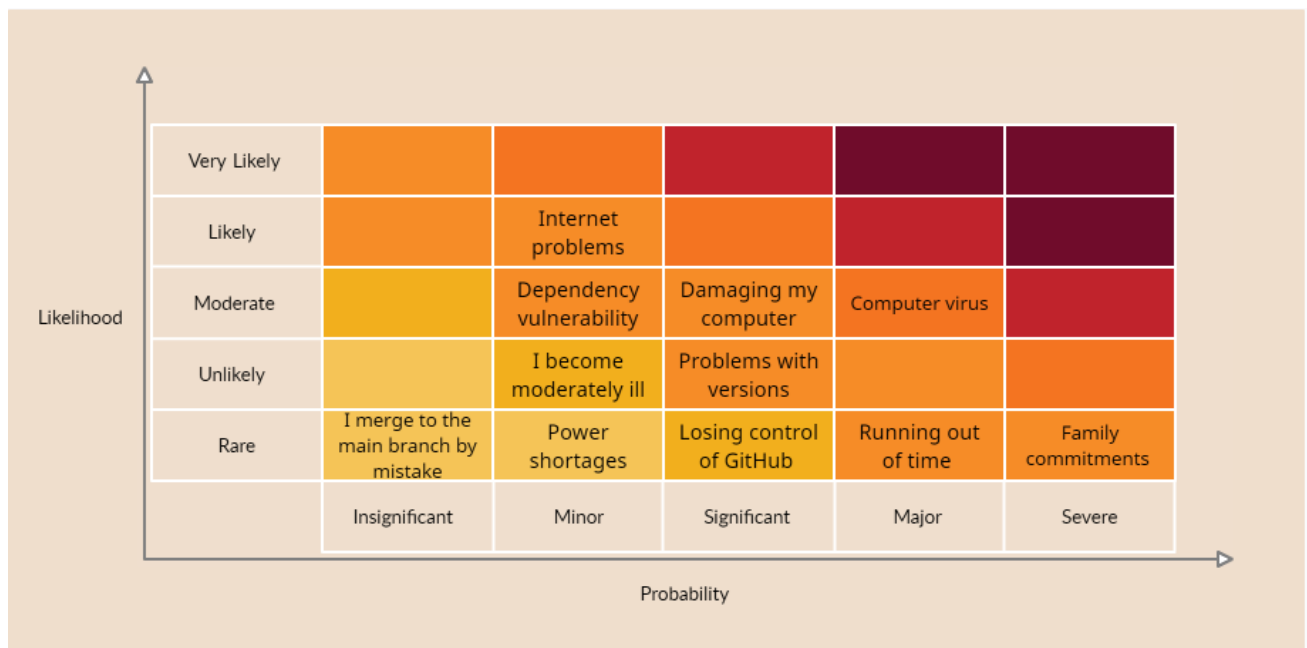 Very Likely
Likely
Internet
problems
Likelihood
Moderate
Dependency
vulnerability
Damaging my
computer
Computer virus
Unlikely
I become
moderately ill
Problems with
versions
Rare
I merge to the
main branch by
mistake
Power
shortages
Losing control
of GitHub
Running out
of time
Family
commitments
Insignificant
Minor
Significant
Major
Severe
Probability